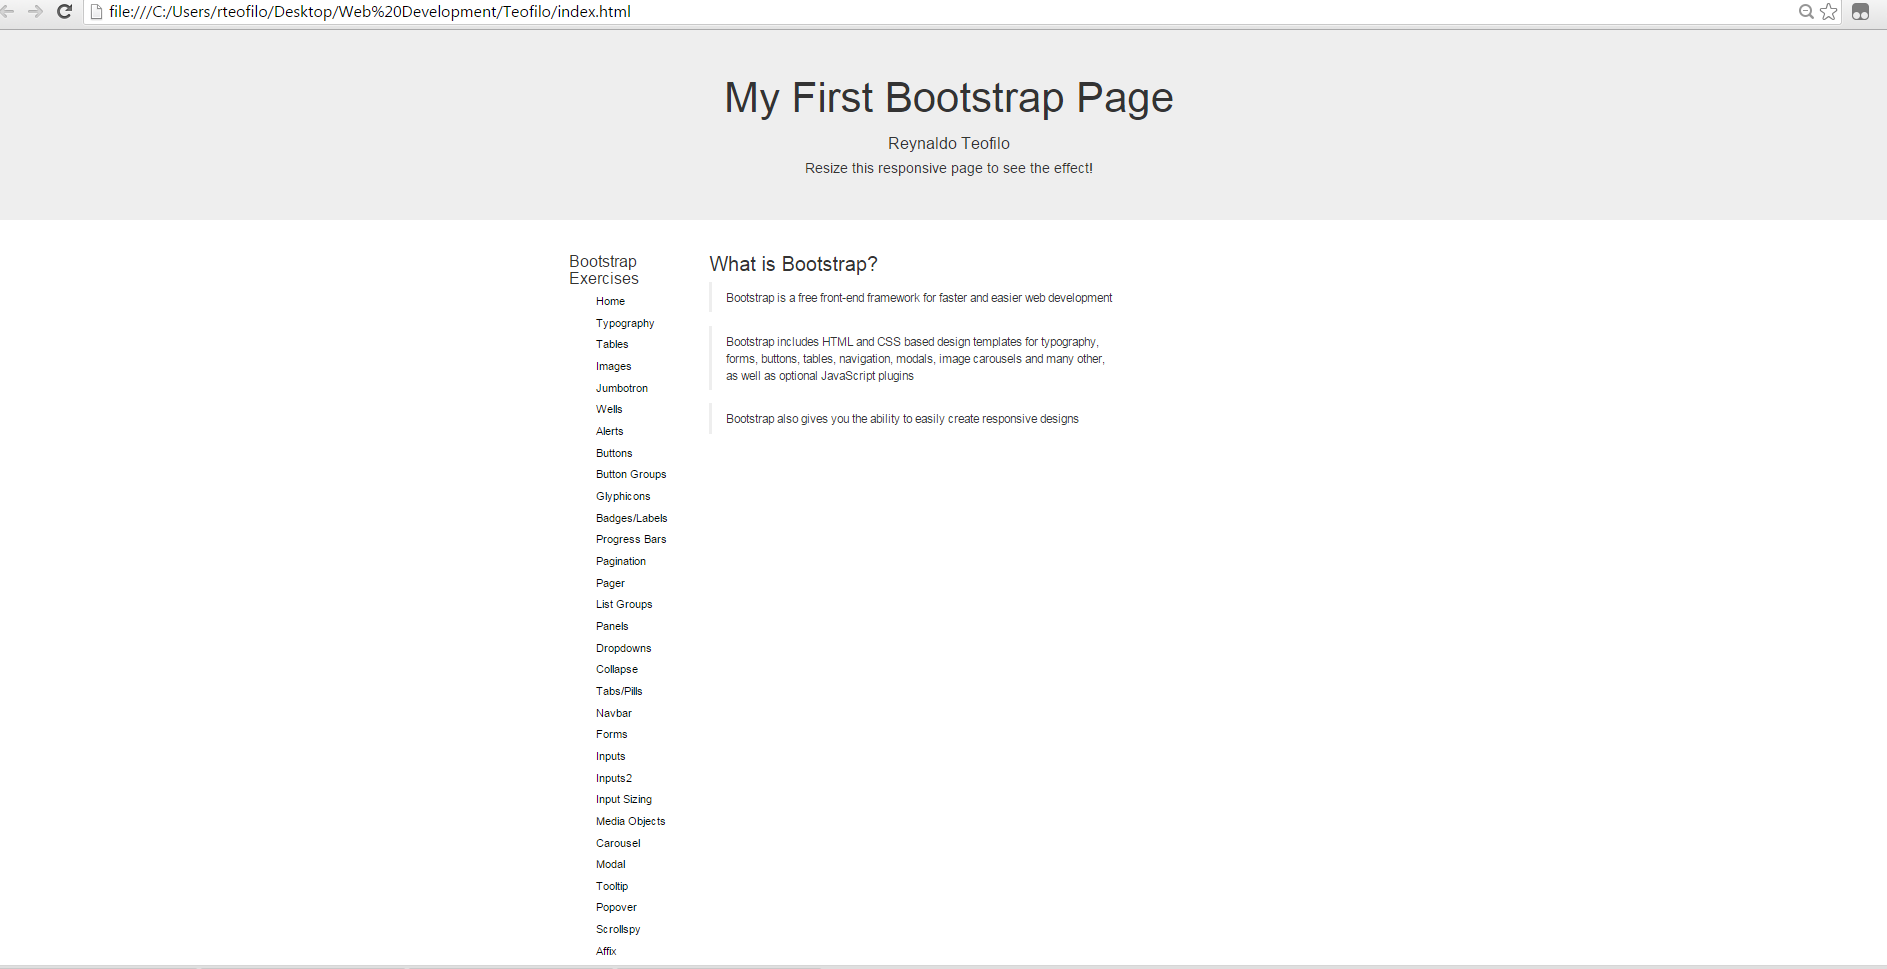 file:///C:/Users/rteofilo/Desktop/Web%20Development/Teofilo/index.html
My First Bootstrap Page
Reynaldo Teofilo
Resize this responsive page to see the effect!
Bootstrap
Exercises
Home
Typography
Tables
Images
Jumbotron
Wells
Alerts
Buttons
Button Groups
Glyphicons
Badges/Labels
Progress Bars
Pagination
Pager
List Groups
Panels
Dropdowns
Collapse
Tabs/Pills
Navbar
Forms
Inputs
Inputs2
Input Sizing
Media Objects
Carousel
Modal
Tooltip
Popover
Scrollspy
Affix
What is Bootstrap?
Bootstrap is a free front-end framework for faster and easier web development
Bootstrap includes HTML and CSS based design templates for typography,
forms, buttons, tables, navigation, modals, image carousels and many other,
as well as optional JavaScript plugins
Bootstrap also gives you the ability to easily create responsive designs